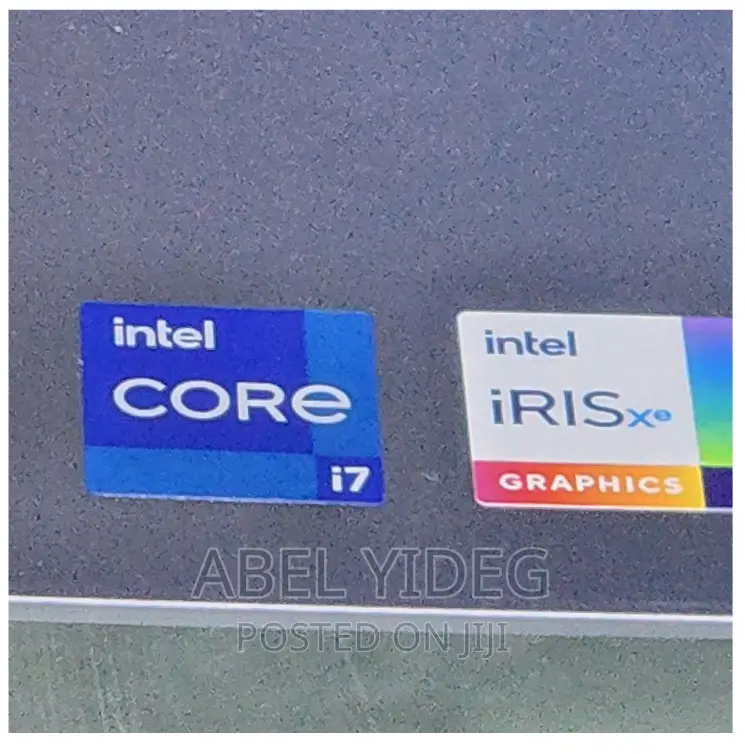 intel
CORe
i7
intel
iRISxe
GRAPHICS
ABEL YIDEG
POSTED ON JIJI